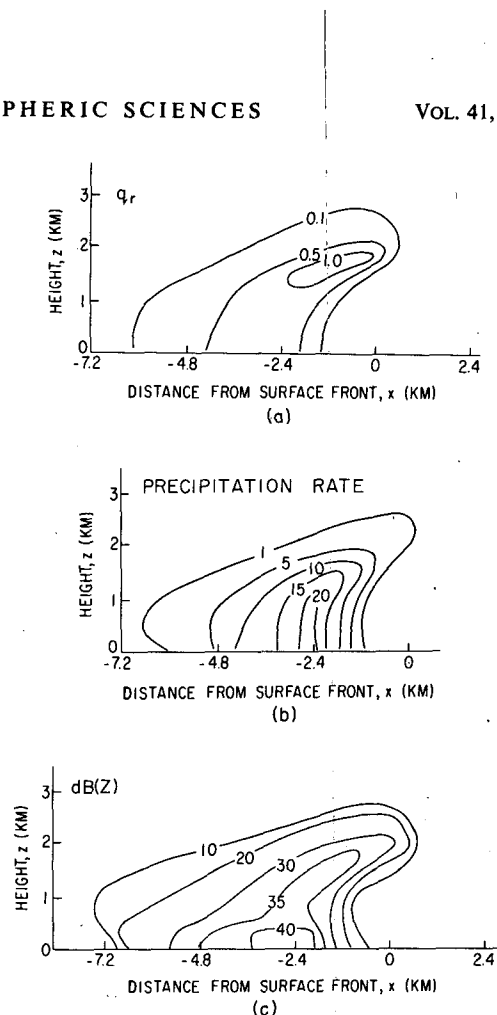 PHERIC SCIENCES VOL. 41,
3
q_r
0.1
2
0.5
1.0
1
0
HEIGHT, z (KM)
-7.2 -4.8 -2.4 0 2.4
DISTANCE FROM SURFACE FRONT, x (KM)
(a)
3
PRECIPITATION RATE
2
1
5
10
15
20
1
0
HEIGHT, z (KM)
-7.2 -4.8 -2.4 0
DISTANCE FROM SURFACE FRONT, x (KM)
(b)
3
dB(Z)
2
10
20
30
35
1
40
0
HEIGHT, z (KM)
-7.2 -4.8 -2.4 0 2.4
DISTANCE FROM SURFACE FRONT, x (KM)
(c)